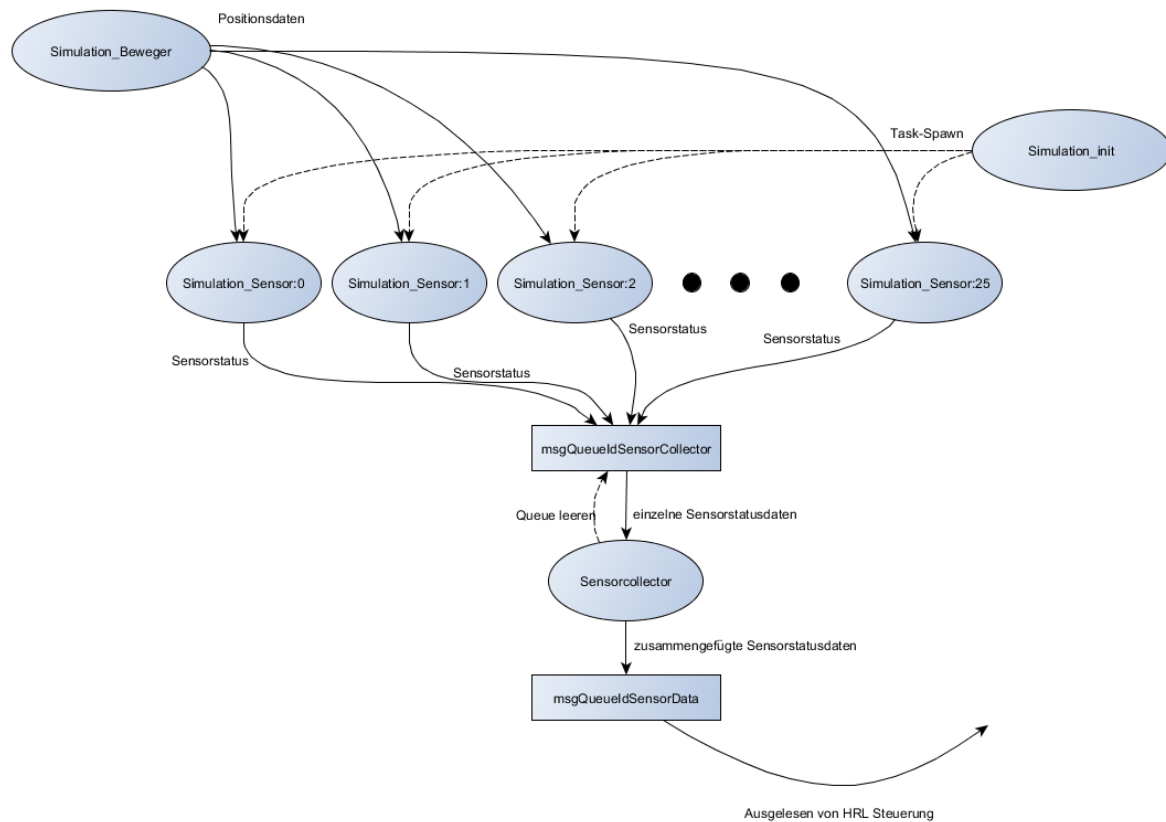 Positionsdaten
Simulation_Beweger
Task-Spawn
Simulation_init
Simulation_Sensor:0
Simulation_Sensor:1
Simulation_Sensor:2
Simulation_Sensor:25
Sensorstatus
Sensorstatus
Sensorstatus
Sensorstatus
msgQueueIdSensorCollector
Queue leeren
einzelne Sensorstatusdaten
Sensorcollector
zusammengefügte Sensorstatusdaten
msgQueueIdSensorData
Ausgelesen von HRL Steuerung